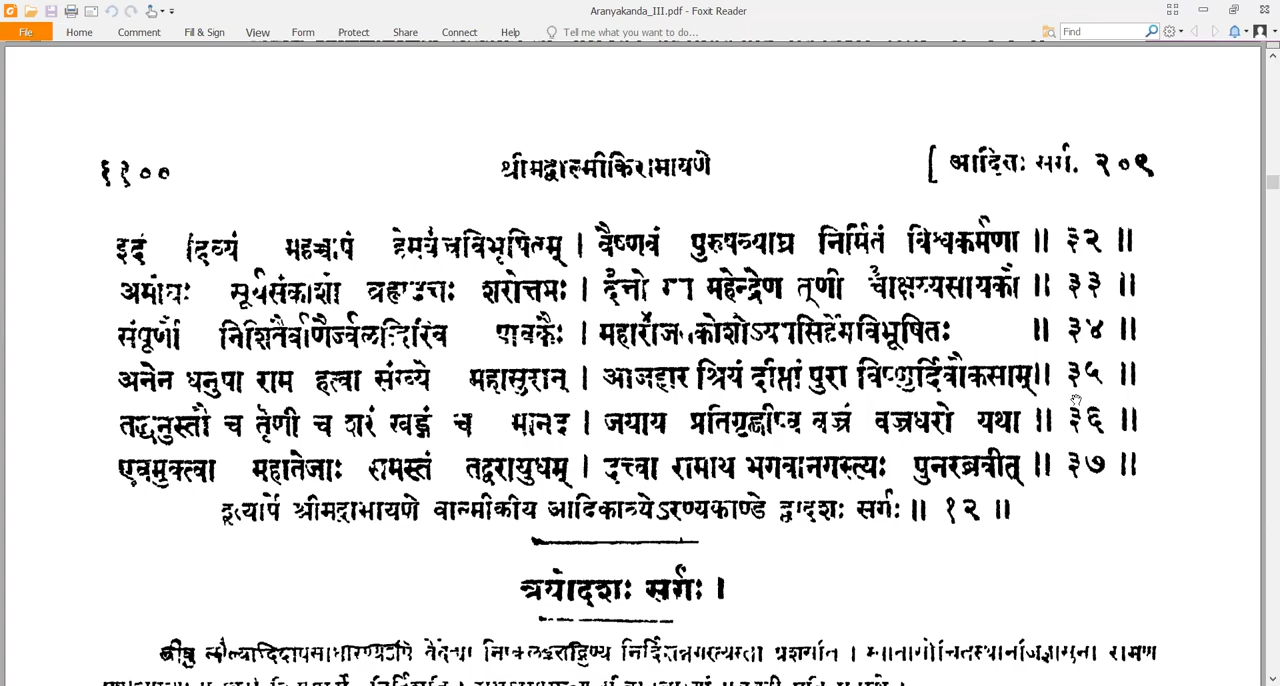 Aranyakanda_III.pdf - Foxit Reader
File Home Comment Fill & Sign View Form Protect Share Connect Help Tell me what you want to do... Find
६१०० श्रीमद्वाल्मीकिरामायणे [ आदितः सर्ग. २०९
इदं दिव्यं महच्चापं हेमवज्रविभूषितम् । वैष्णवं पुरुषव्याघ्र निर्मितं विश्वकर्मणा ॥ ३२ ॥
अमोघः सूर्यसंकाशो ब्रह्मदत्तः शरोत्तमः । दत्तौ मम महेन्द्रेण तूणी चाक्षय्यसायकौ ॥ ३३ ॥
संपूर्णौ निशितैर्बाणैर्ज्वलद्भिरिव पावकैः । महाराजतकोशोऽयमसिर्हेमविभूषितः ॥ ३४ ॥
अनेन धनुषा राम हत्वा संख्ये महासुरान् । आजहार श्रियं दीप्तां पुरा विष्णुर्दिवौकसाम् ॥ ३५ ॥
तद्धनुस्तौ च तूणी च शरं खड्गं च मानद । जयाय प्रतिगृह्णीष्व वज्रं वज्रधरो यथा ॥ ३६ ॥
एवमुक्त्वा महातेजाः समस्तं तद्वरायुधम् । दत्त्वा रामाय भगवानगस्त्यः पुनरब्रवीत् ॥ ३७ ॥
इत्यार्षे श्रीमद्रामायणे वाल्मीकीय आदिकाव्येऽरण्यकाण्डे द्वादशः सर्गः ॥ १२ ॥
त्रयोदशः सर्गः ।